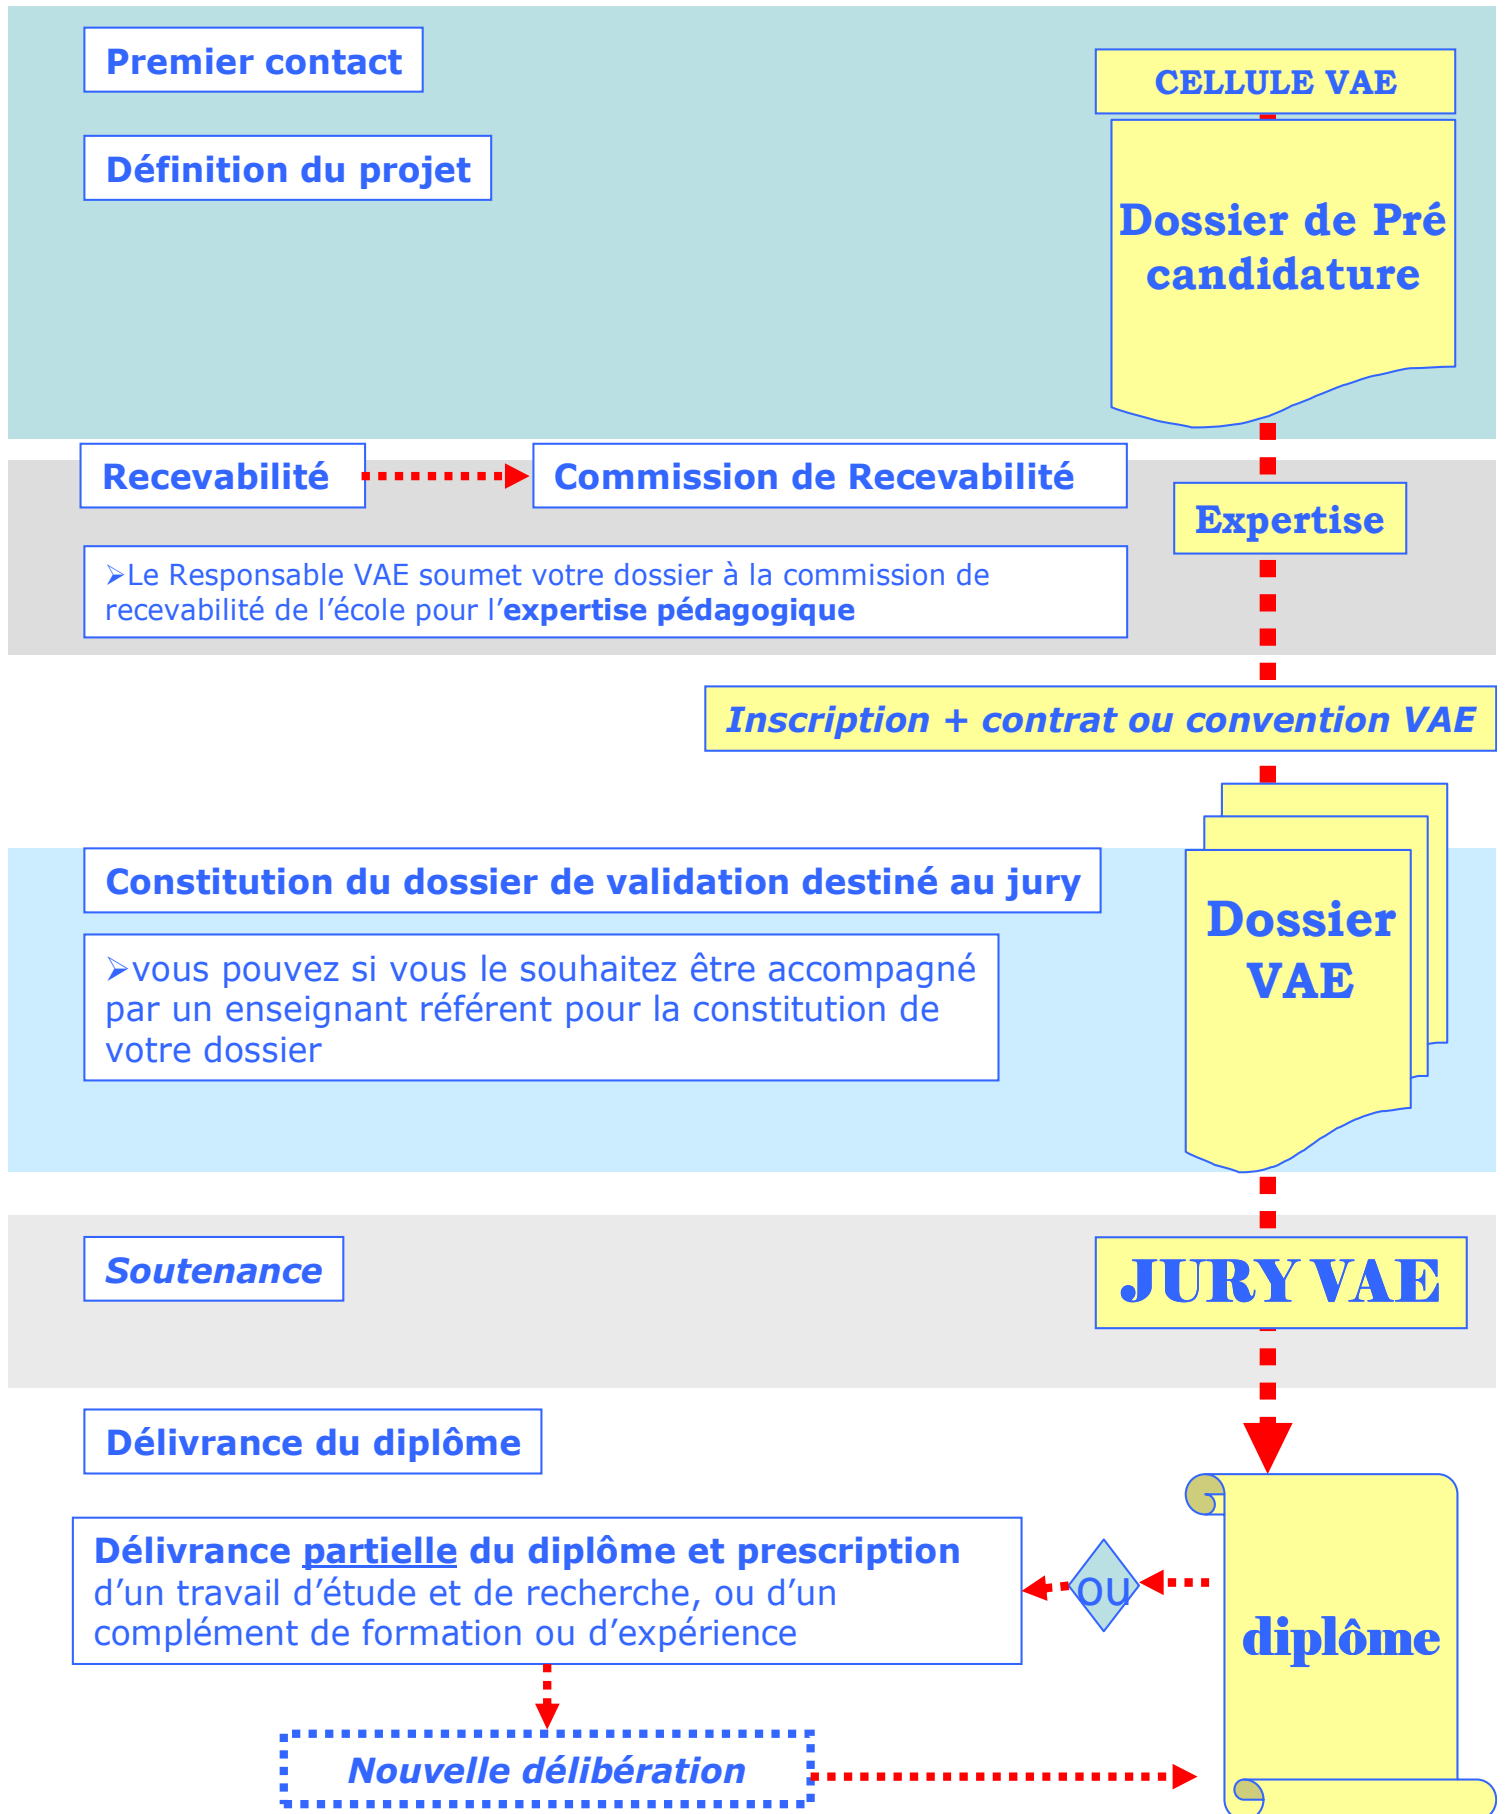 Premier contact
CELLULE VAE
Définition du projet
Dossier de Pré
candidature
Recevabilité
Commission de Recevabilité
Expertise
➢Le Responsable VAE soumet votre dossier à la commission de
recevabilité de l’école pour l’expertise pédagogique
Inscription + contrat ou convention VAE
Constitution du dossier de validation destiné au jury
Dossier
VAE
➢vous pouvez si vous le souhaitez être accompagné
par un enseignant référent pour la constitution de
votre dossier
Soutenance
JURY VAE
Délivrance du diplôme
Délivrance partielle du diplôme et prescription
d’un travail d’étude et de recherche, ou d’un
complément de formation ou d’expérience
ou
diplôme
Nouvelle délibération